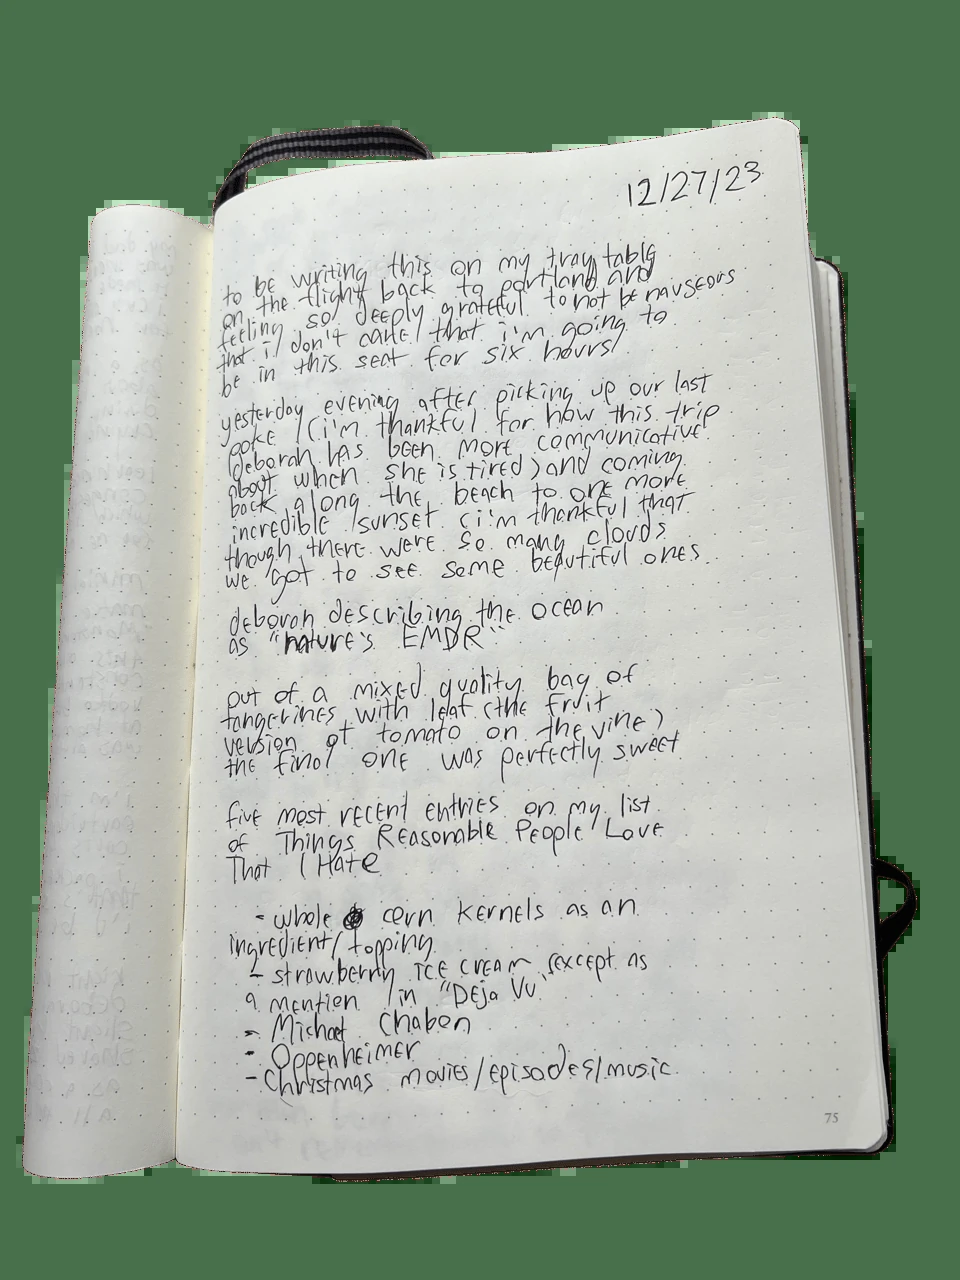 12/27/23
to be writing this on my tray table
on the flight back to portland and
feeling so deeply grateful to not be nauseous
that i don't care that i'm going to
be in this seat for six hours
yesterday evening after picking up our last
poke (i'm thankful for how this trip
deborah has been more communicative
about when she is tired) and coming
back along the beach to one more
incredible sunset (i'm thankful that
though there were so many clouds
we got to see some beautiful ones.
deborah describing the ocean
as "nature's EMDR"
out of a mixed quality bag of
tangerines with leaf (the fruit
version of tomato on the vine)
the final one was perfectly sweet
five most recent entries on my list
of Things Reasonable People Love
That I Hate
- whole corn kernels as an
ingredient/topping
- strawberry ice cream (except as
a mention in "Deja Vu"
- Michael Chabon
- Oppenheimer
- Christmas movies/episodes/music
75